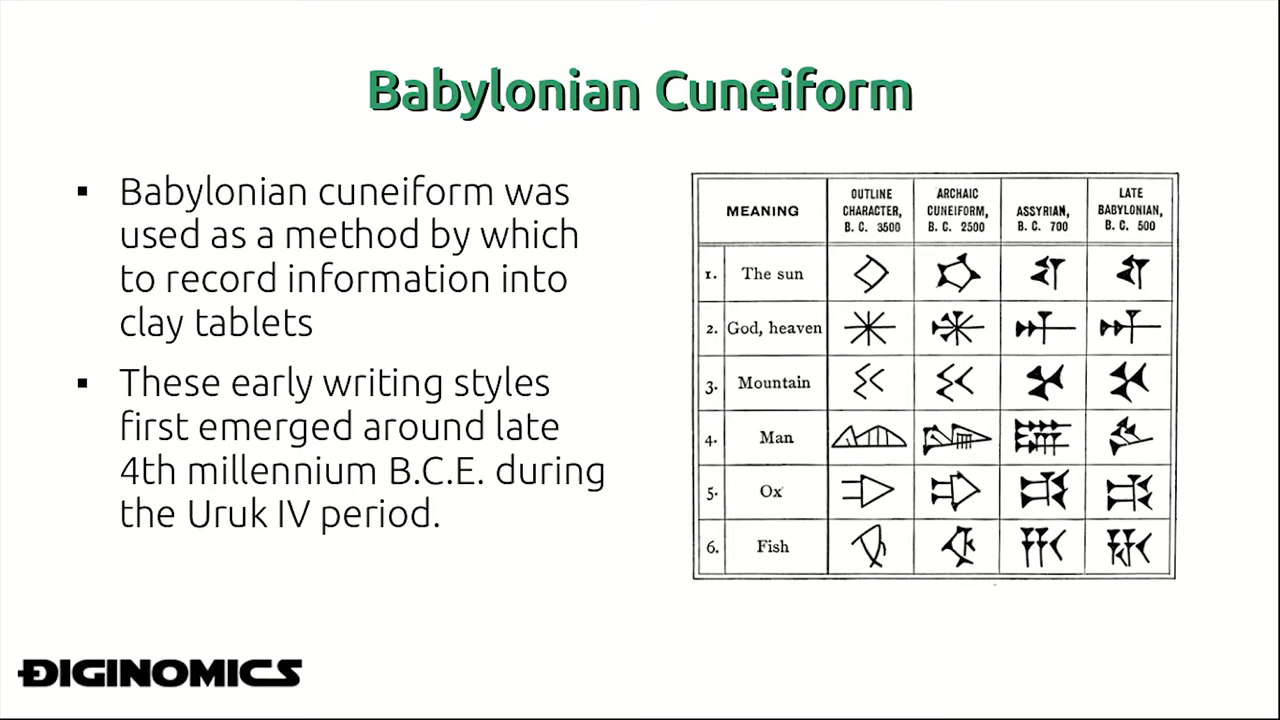 Babylonian Cuneiform
▪ Babylonian cuneiform was
used as a method by which
to record information into
clay tablets
▪ These early writing styles
first emerged around late
4th millennium B.C.E. during
the Uruk IV period.
MEANING
OUTLINE
CHARACTER,
B. C. 3500
ARCHAIC
CUNEIFORM,
B. C. 2500
ASSYRIAN,
B. C. 700
LATE
BABYLONIAN,
B. C. 500
1. The sun
2. God, heaven
3. Mountain
4. Man
5. Ox
6. Fish
DIGINOMICS